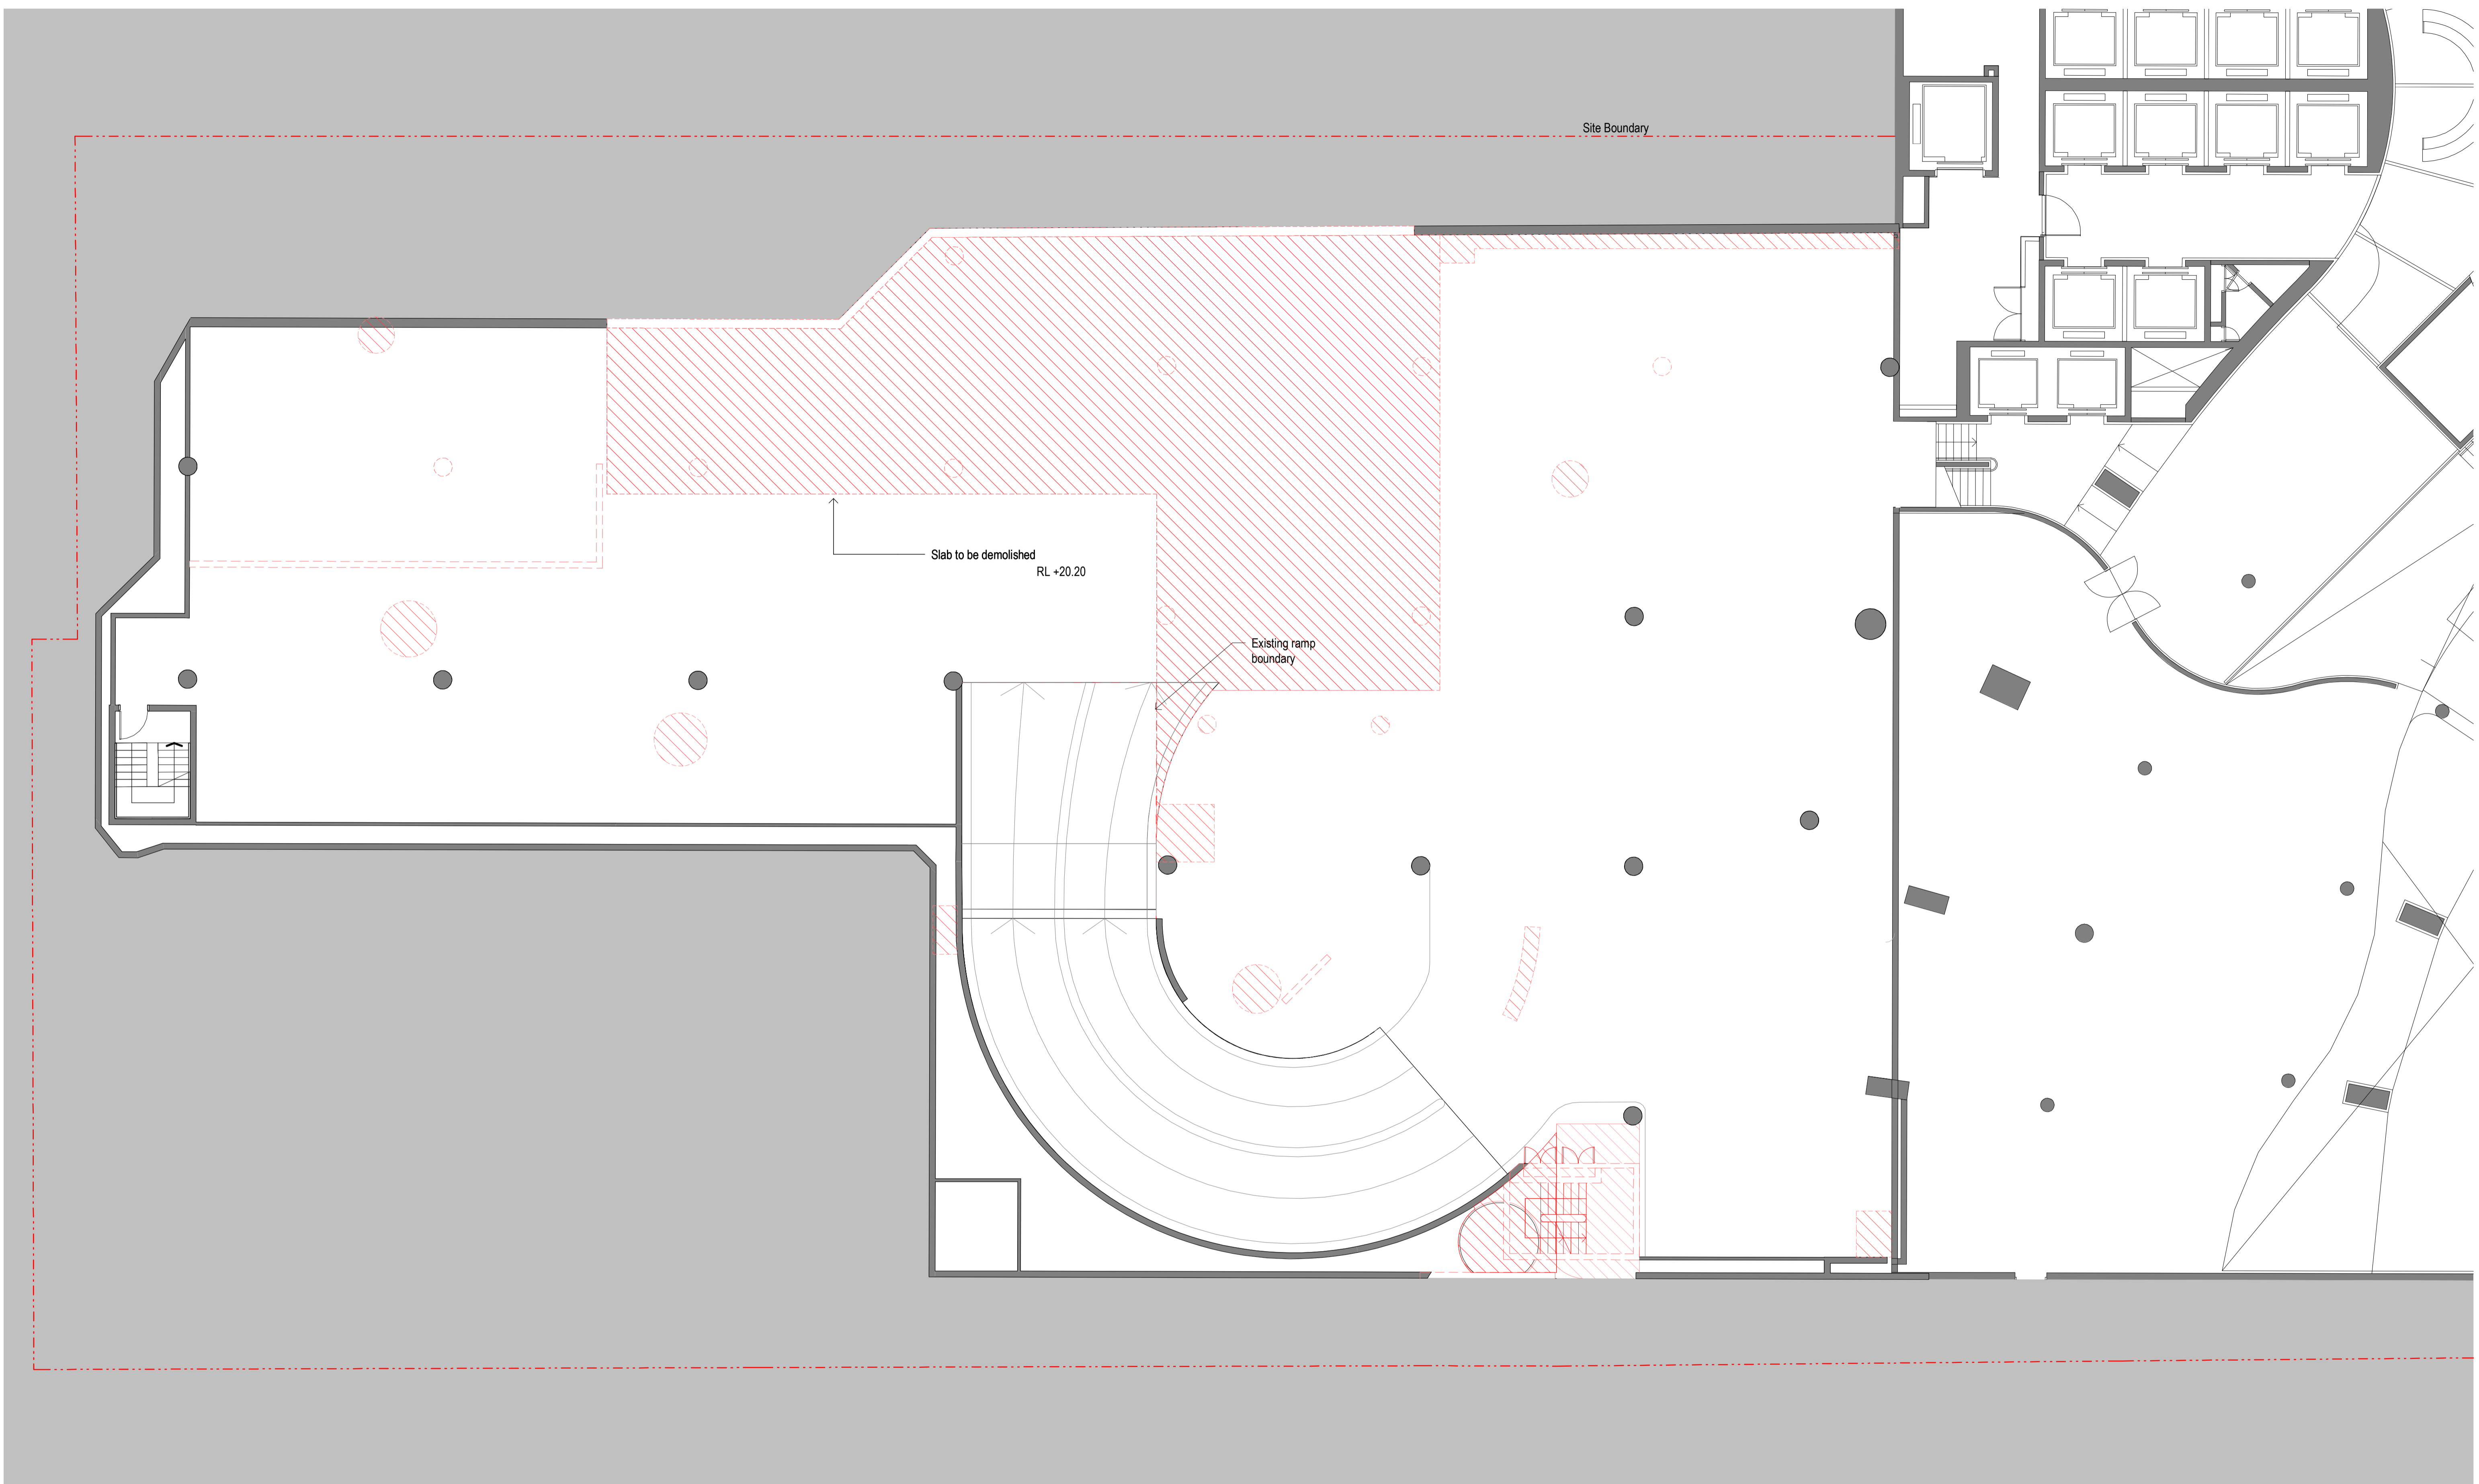 Site Boundary
Slab to be demolished
RL +20.20
Existing ramp
boundary